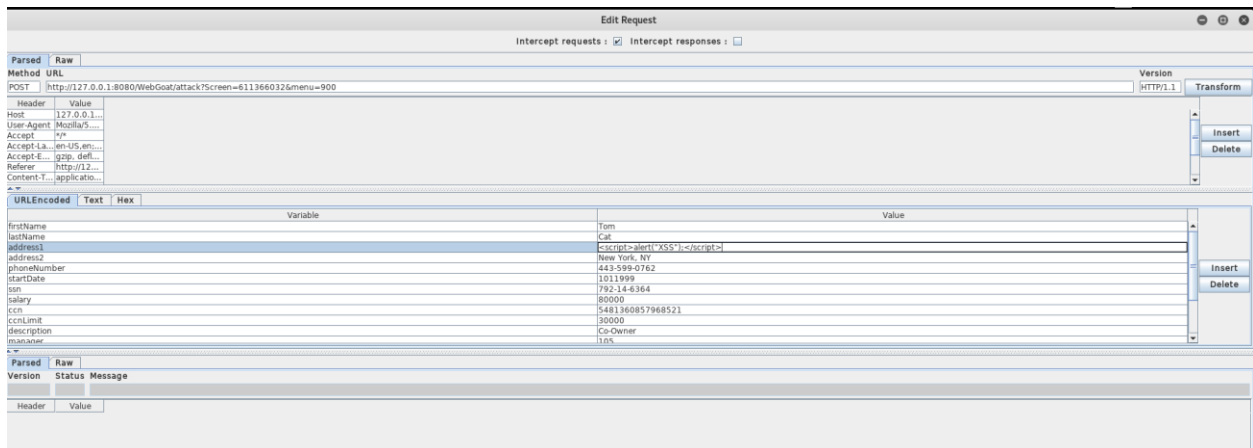 Edit Request
Intercept requests : Intercept responses :
Parsed Raw
Method URL Version
POST http://127.0.0.1:8080/WebGoat/attack?Screen=611366032&menu=900 HTTP/1.1 Transform
Header Value
Host 127.0.0.1...
User-Agent Mozilla/5....
Accept */*
Accept-La... en-US,en;...
Accept-E... gzip, defl...
Referer http://12...
Content-T... applicatio...
Insert
Delete
URLEncoded Text Hex
Variable Value
firstName Tom
lastName Cat
address1 <script>alert("XSS");</script>
address2 New York, NY
phoneNumber 443-599-0762
startDate 1011999
ssn 792-14-6364
salary 80000
ccn 5481360857968521
ccnLimit 30000
description Co-Owner
manager 105
Insert
Delete
Parsed Raw
Version Status Message
Header Value